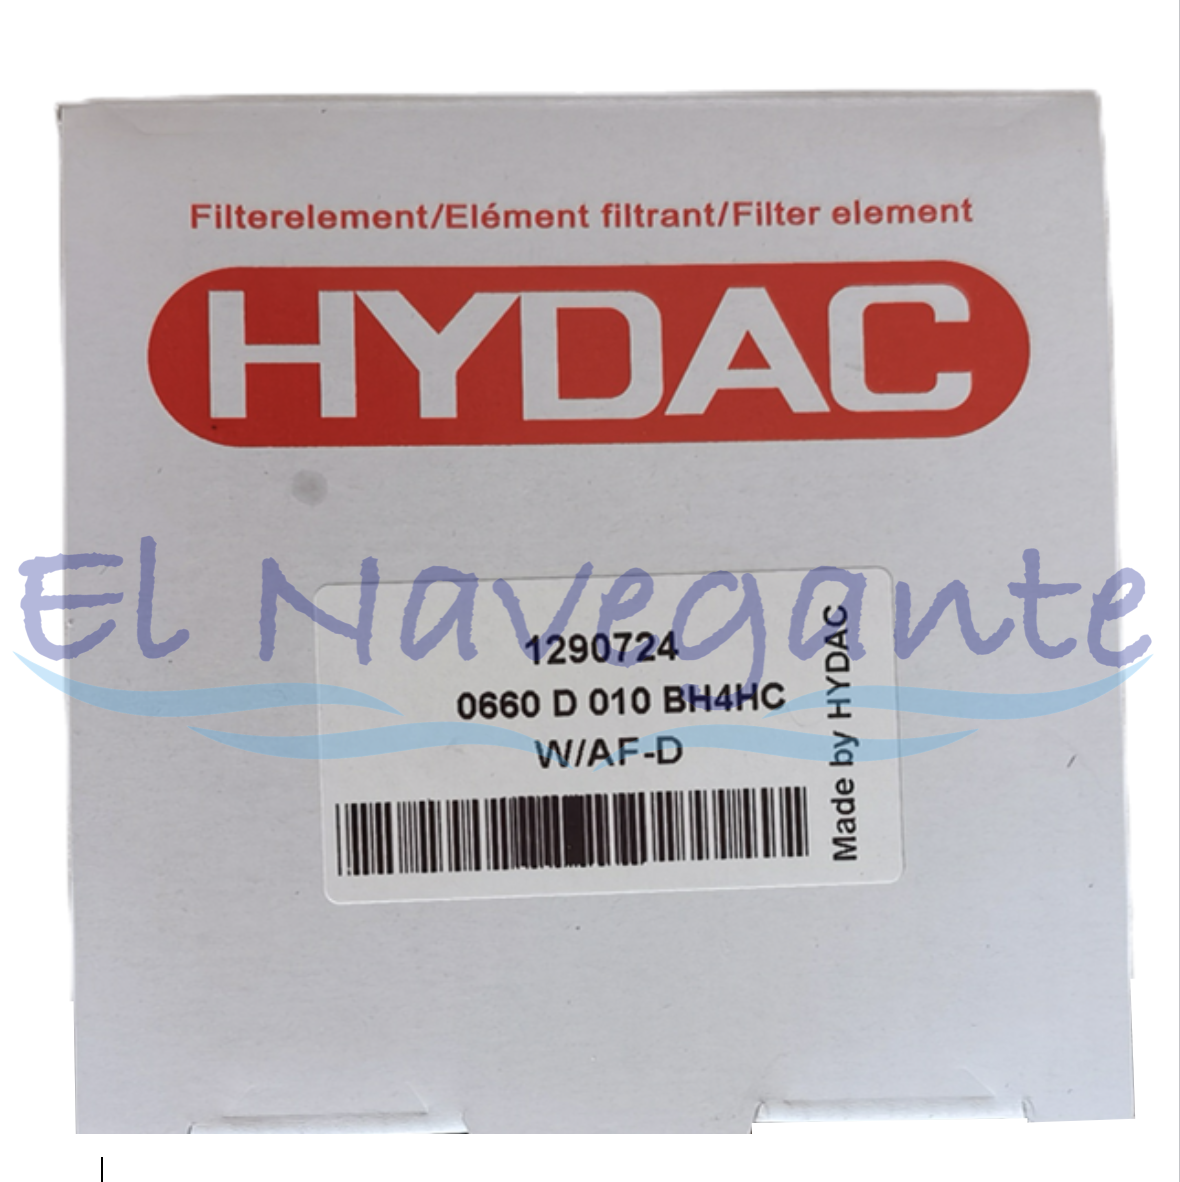 Filterelement/Elément filtrant/Filter element
HYDAC
El Navegante
1290724
0660 D 010 BH4HC
W/AF-D
Made by HYDAC